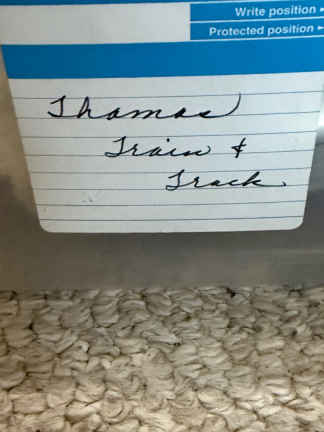 Write position
Protected position
Thomas
Train &
Track